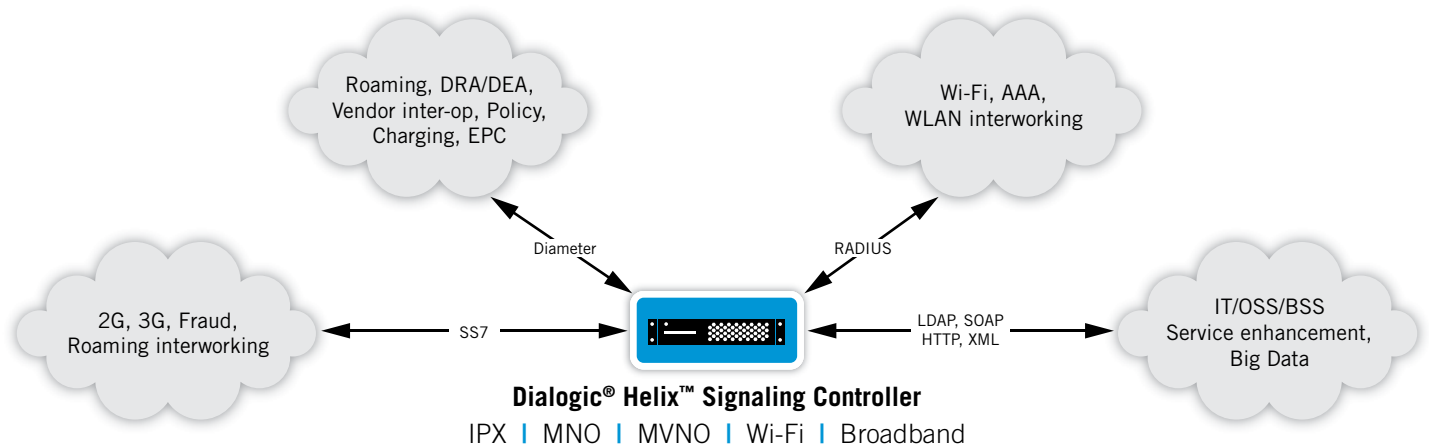 Roaming, DRA/DEA,
Vendor inter-op, Policy,
Charging, EPC
Wi-Fi, AAA,
WLAN interworking
Diameter
RADIUS
2G, 3G, Fraud,
Roaming interworking
SS7
LDAP, SOAP
HTTP, XML
IT/OSS/BSS
Service enhancement,
Big Data
Dialogic® Helix™ Signaling Controller
IPX | MNO | MVNO | Wi-Fi | Broadband